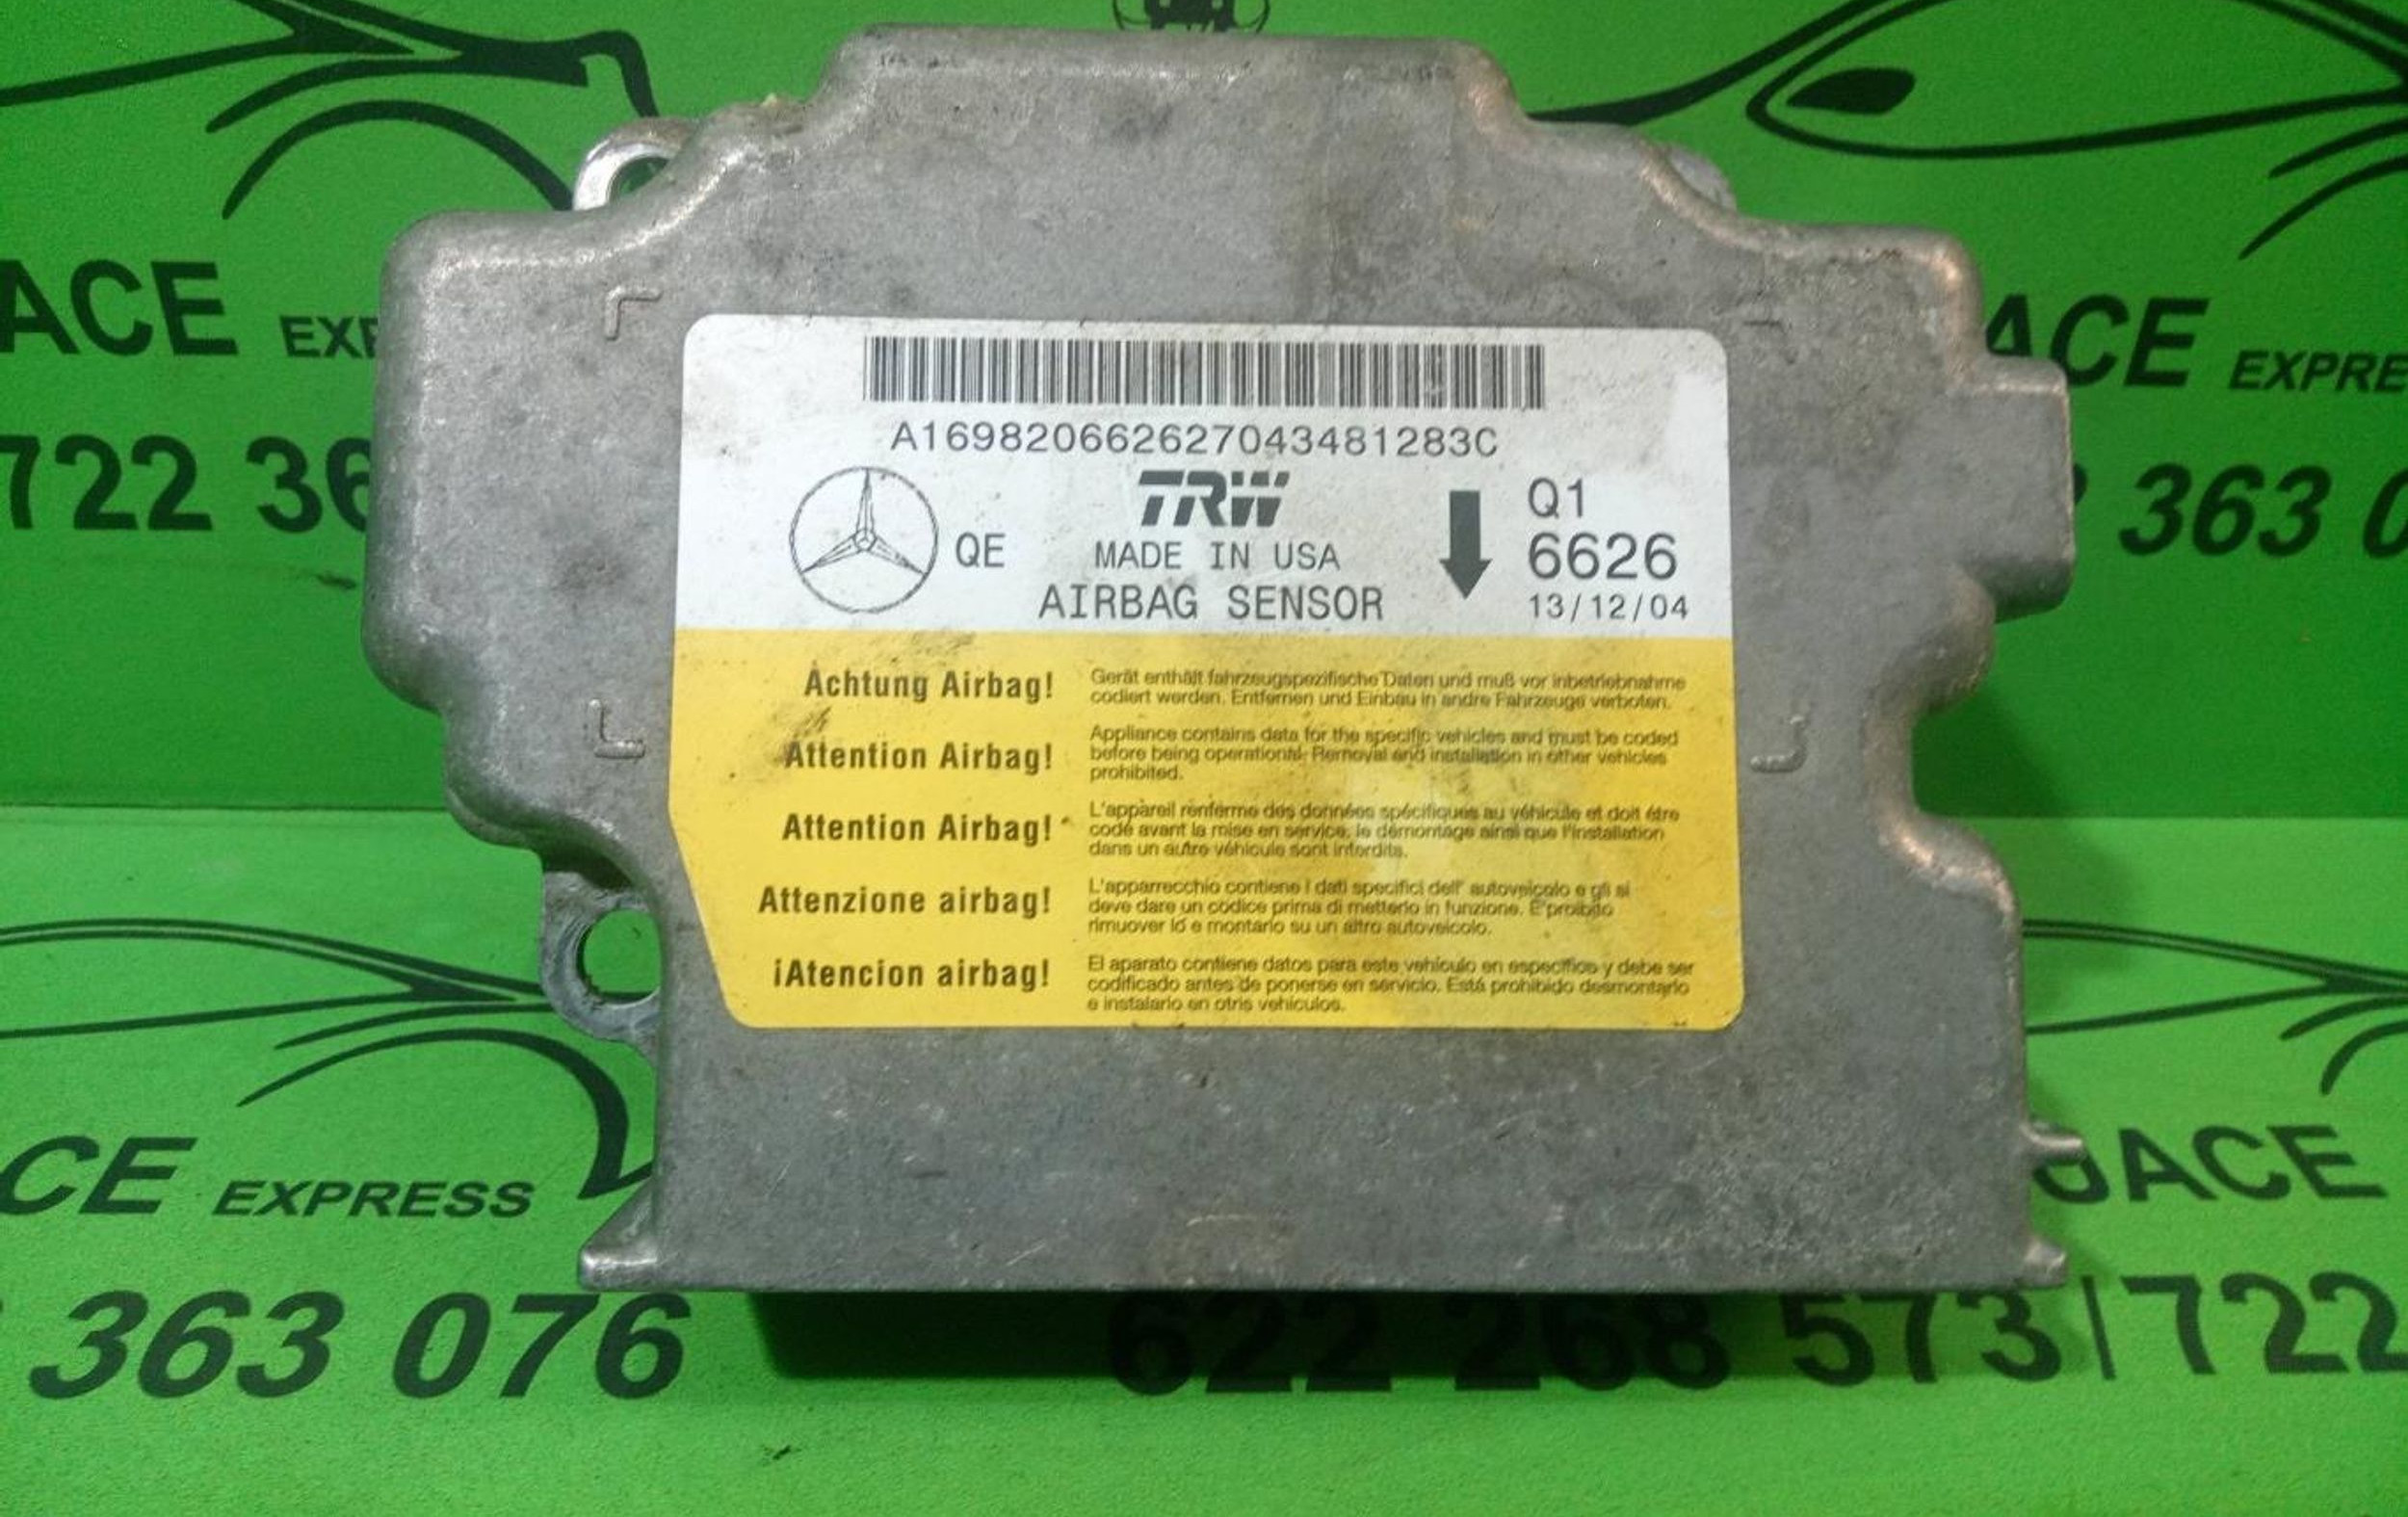 ACE EXP
ACE EXPRE
722 36
363 0
A169820662627043481283C
TRW
QE
MADE IN USA
AIRBAG SENSOR
Q1
6626
13/12/04
Achtung Airbag!
Gerät enthält fahrzeugspezifische Daten und muß vor inbetriebnahme
codiert werden. Entfernen und Einbau in andre Fahrzeuge verboten.
Attention Airbag!
Appliance contains data for the specific vehicles and must be coded
before being operational. Removal and installation in other vehicles
prohibited.
Attention Airbag!
L'appareil renferme des données spécifiques au véhicule et doit être
codé avant la mise en service, le démontage ainsi que l'installation
dans un autre véhicule sont interdits.
Attenzione airbag!
L'apparrecchio contiene i dati specifici dell' autoveicolo e gli si
deve dare un codice prima di metterlo in funzione. E'proibito
rimuover lo e montarlo su un altro autoveicolo.
¡Atencion airbag!
El aparato contiene datos para este vehículo en especifico y debe ser
codificado antes de ponerse en servicio. Está prohibido desmontarlo
e instalarlo en otris vehículos.
CE EXPRESS
ACE
363 076
622 268 573|722